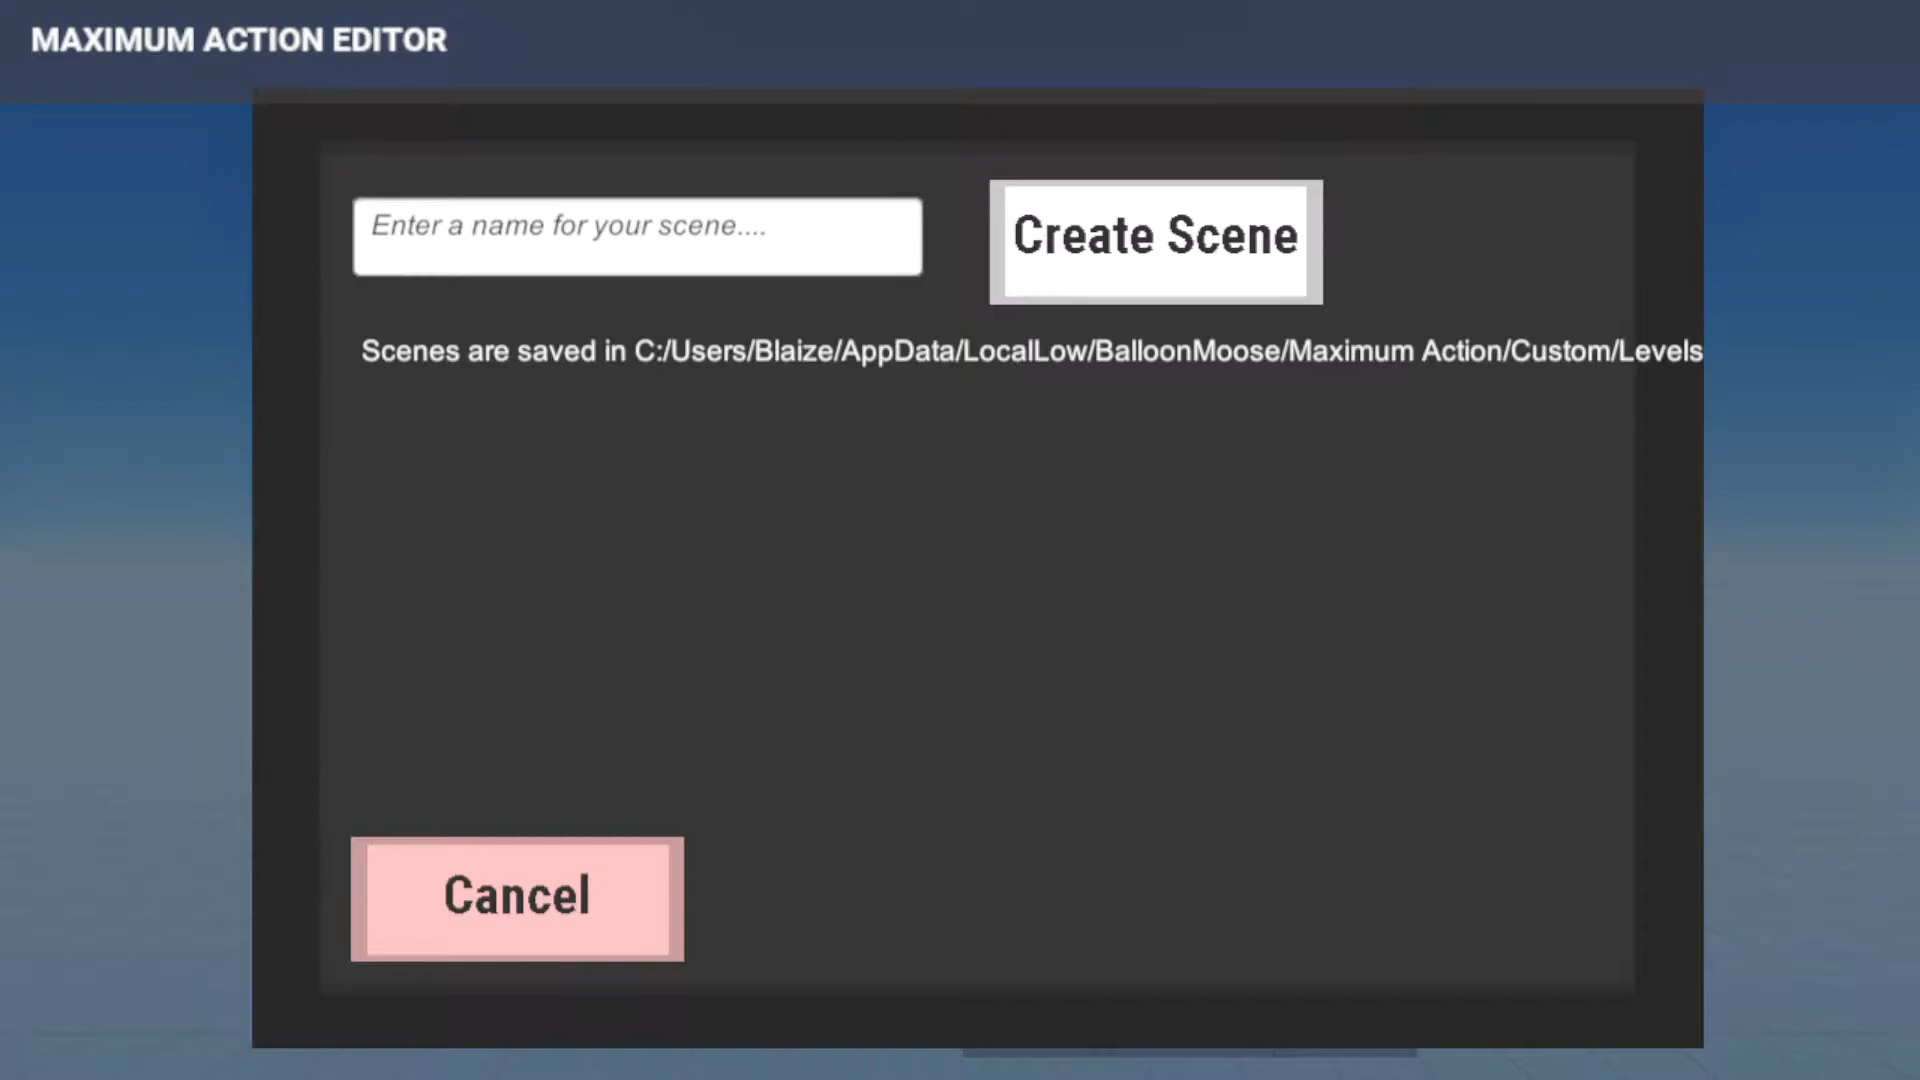 MAXIMUM ACTION EDITOR
Enter a name for your scene....
Create Scene
Scenes are saved in C:/Users/Blaize/AppData/LocalLow/BalloonMoose/Maximum Action/Custom/Levels
Cancel